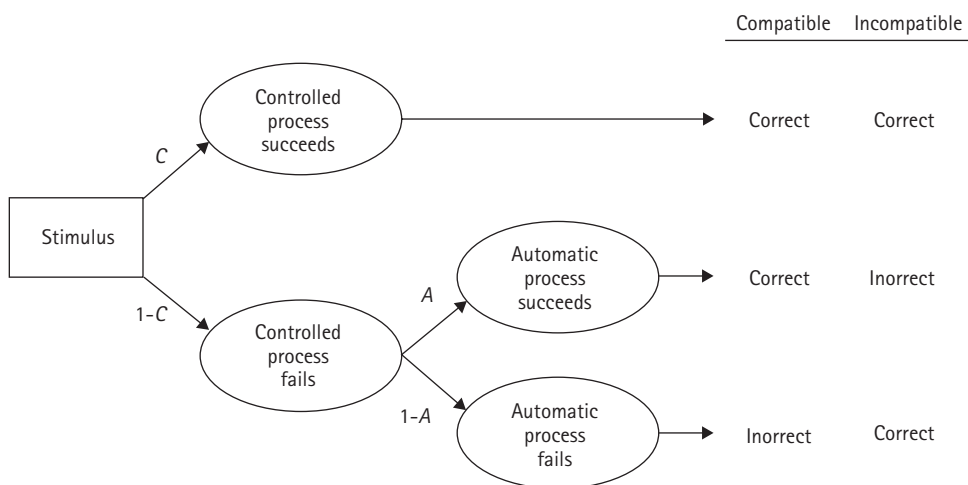 Compatible Incompatible
Controlled
process
succeeds
Correct Correct
C
Stimulus
Automatic
process
succeeds
Correct Inorrect
A
1-C
Controlled
process
fails
1-A
Automatic
process
fails
Inorrect Correct